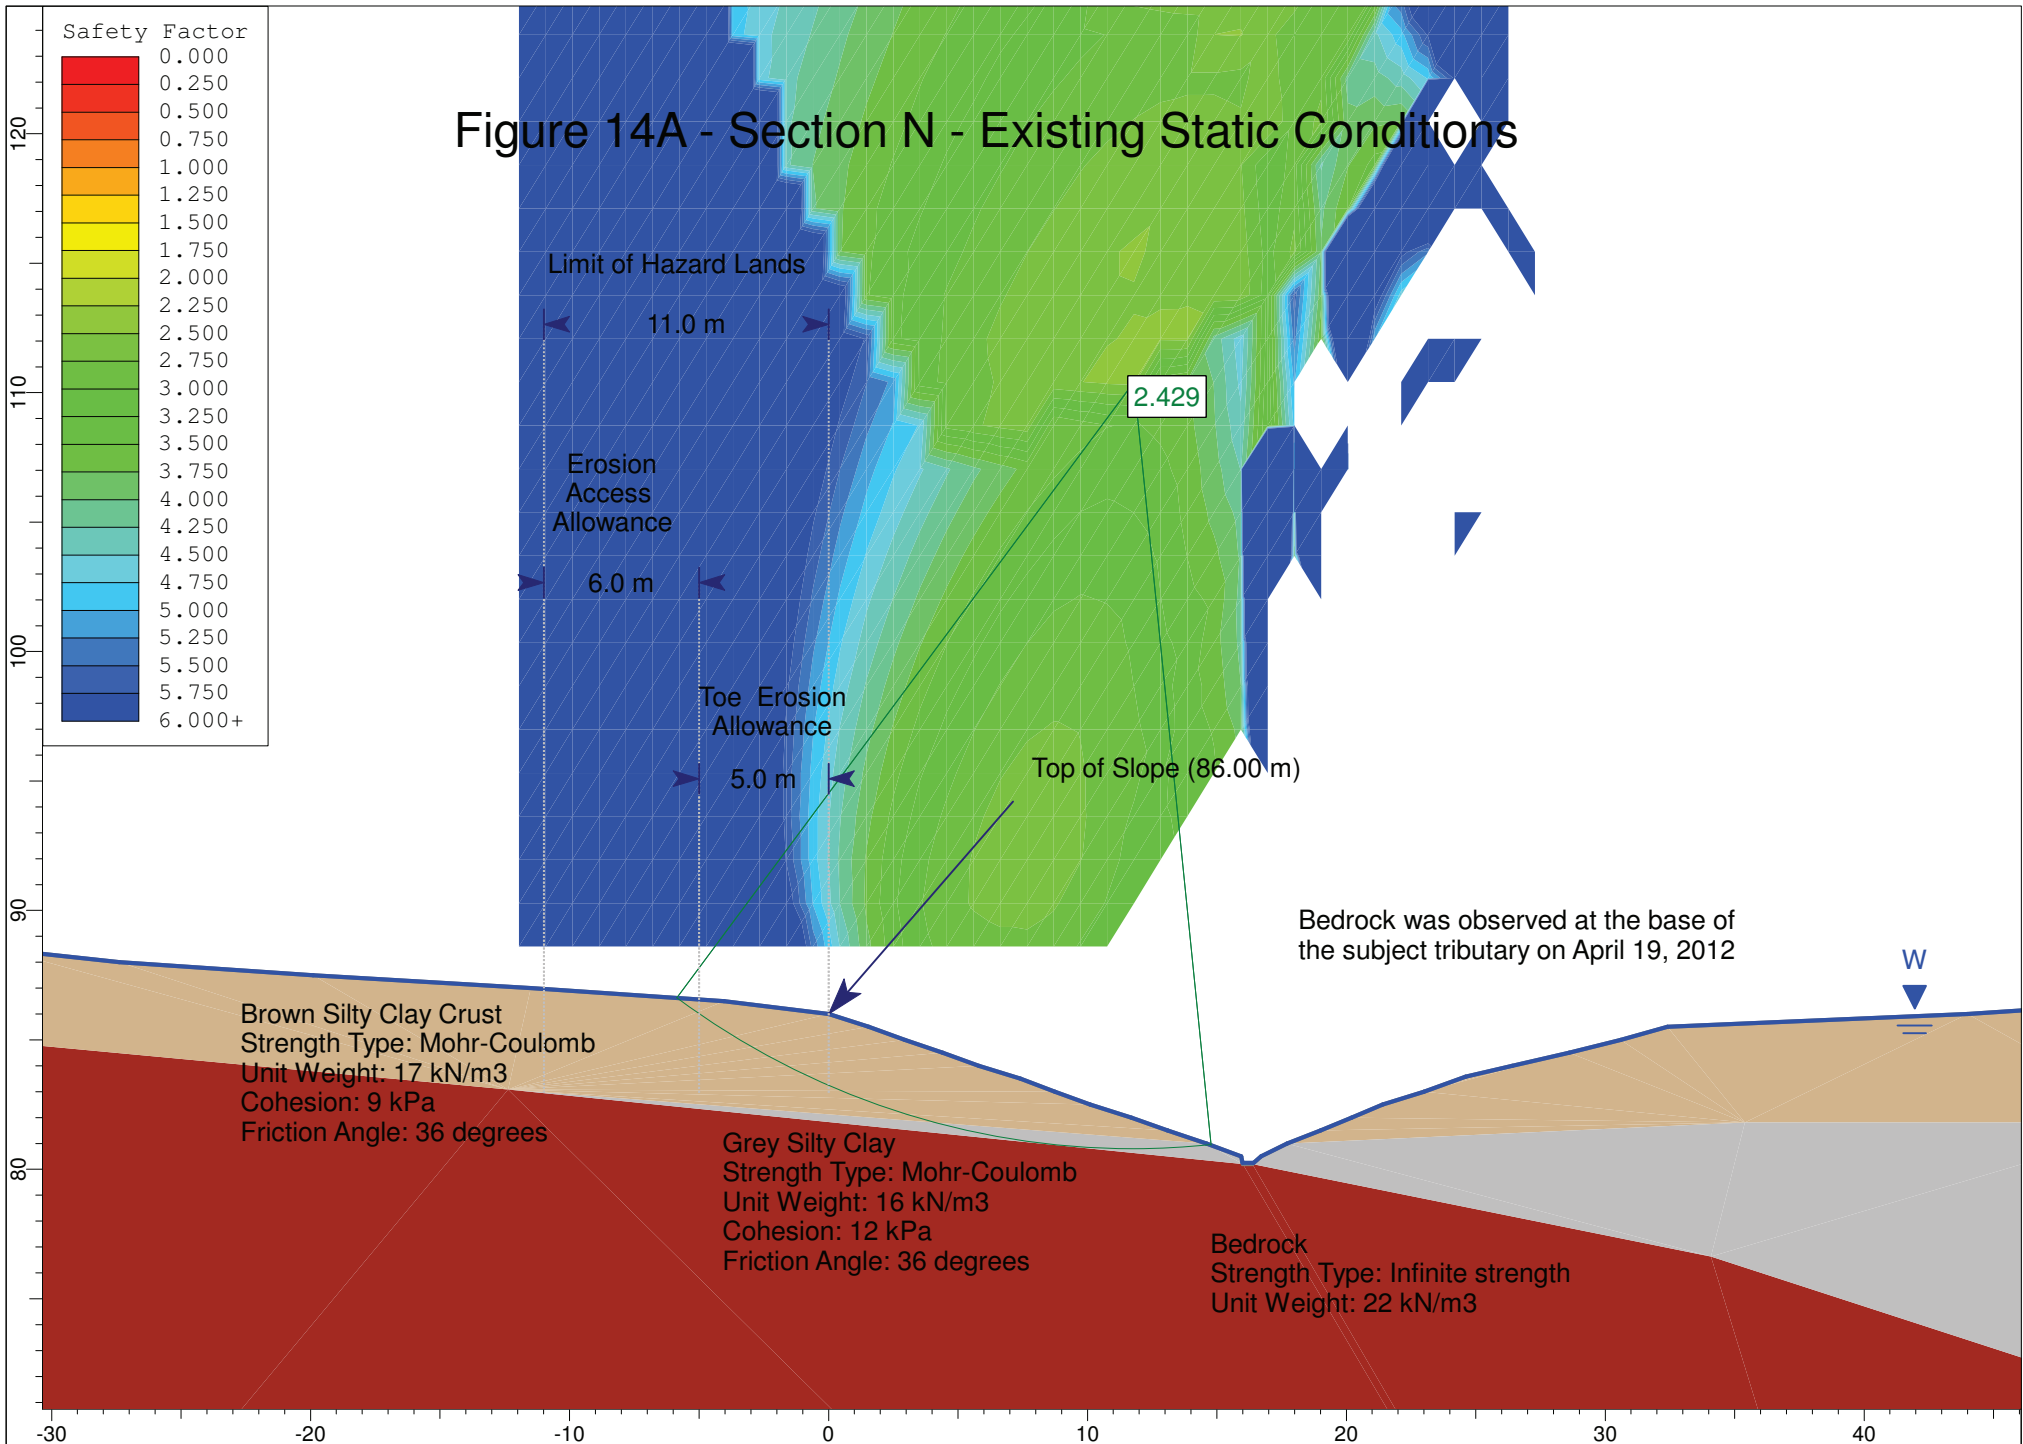 Safety Factor
0.000
0.250
0.500
0.750
1.000
1.250
1.500
1.750
2.000
2.250
2.500
2.750
3.000
3.250
3.500
3.750
4.000
4.250
4.500
4.750
5.000
5.250
5.500
5.750
6.000+
Figure 14A - Section N - Existing Static Conditions
Limit of Hazard Lands
11.0 m
2.429
Erosion
Access
Allowance
6.0 m
Toe Erosion
Allowance
5.0 m
Top of Slope (86.00 m)
Bedrock was observed at the base of
the subject tributary on April 19, 2012
W
Brown Silty Clay Crust
Strength Type: Mohr-Coulomb
Unit Weight: 17 kN/m3
Cohesion: 9 kPa
Friction Angle: 36 degrees
Grey Silty Clay
Strength Type: Mohr-Coulomb
Unit Weight: 16 kN/m3
Cohesion: 12 kPa
Friction Angle: 36 degrees
Bedrock
Strength Type: Infinite strength
Unit Weight: 22 kN/m3
120
110
100
90
80
-30
-20
-10
0
10
20
30
40